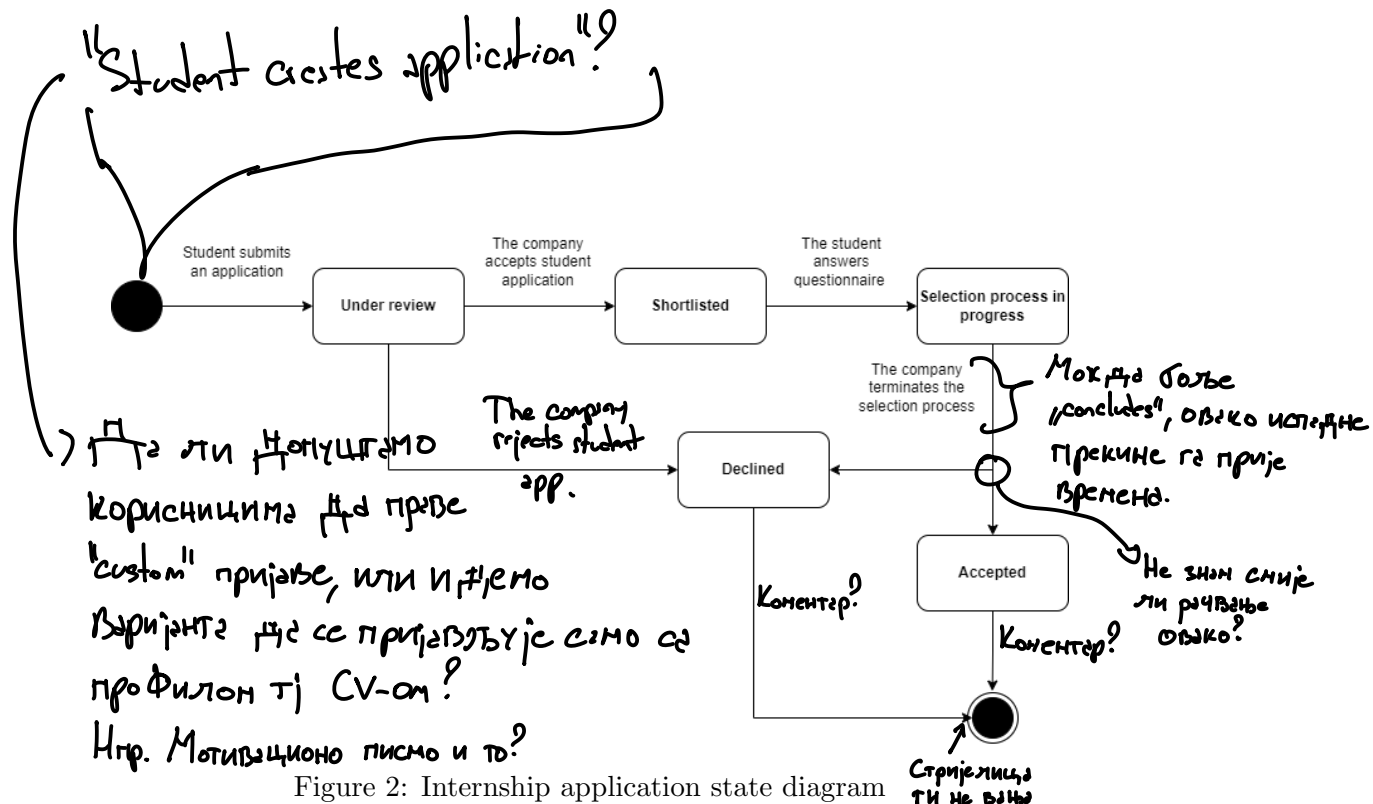 "Student creates application"?
Student submits
an application
The company
accepts student
application
The student
answers
questionnaire
Under review
Shortlisted
Selection process in
progress
The company
terminates the
selection process
Можда боље
„concludes", овако испадне
прекине га прије
времена.
The company
rejects student
app.
Declined
Да ли допуштамо
корисницима да праве
"custom" пријаве, или идемо
варијанта да се пријављује само са
профилом тј CV-ом?
Нпр. Мотивационо писмо и то?
Accepted
Не знам смије
ли рачвање
овако?
Коментар?
Коментар?
Стријелица
ти не ваља
Figure 2: Internship application state diagram